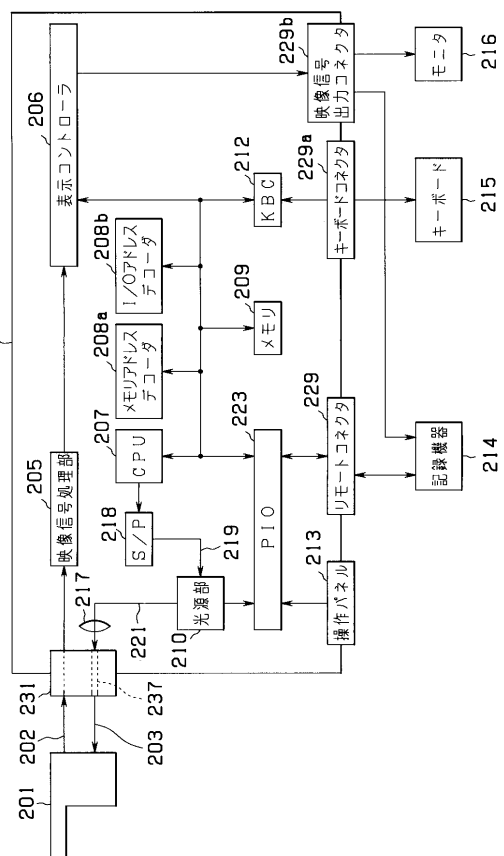 206
表示コントローラ
229b
映像信号
出力コネクタ
モニタ
216
212
KBC
229a
キーボードコネクタ
キーボード
215
208b
I/Oアドレス
デコーダ
208a
メモリアドレス
デコーダ
209
メモリ
205
映像信号処理部
207
CPU
218
S/P
219
223
PIO
229
リモートコネクタ
記録機器
214
217
221
光源部
210
213
操作パネル
231
237
202
203
201